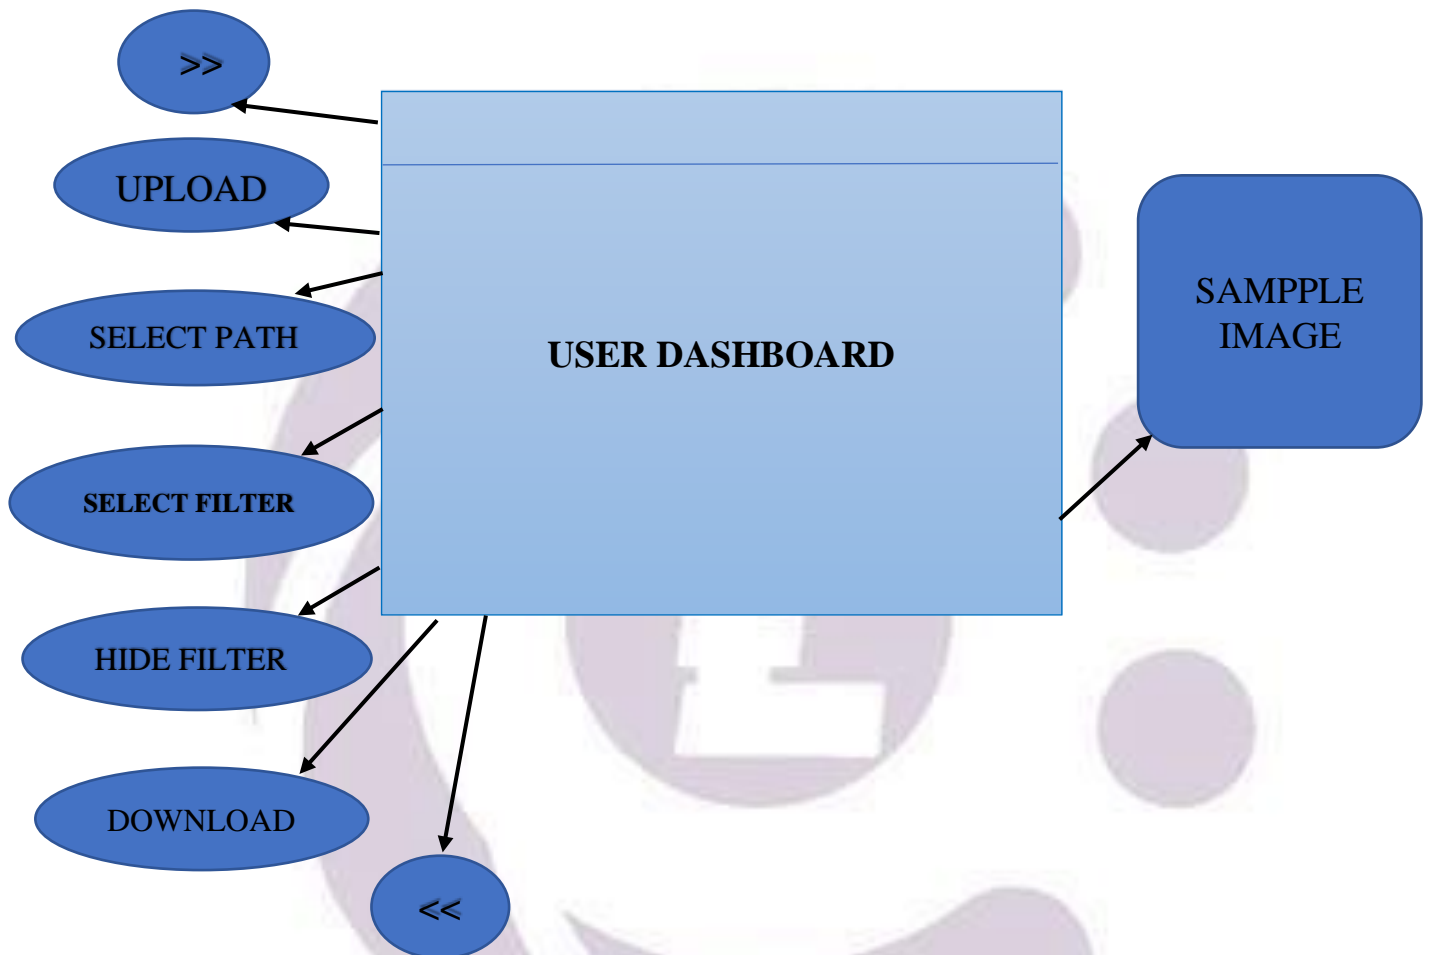 >>
UPLOAD
SELECT PATH
SELECT FILTER
HIDE FILTER
DOWNLOAD
<<
USER DASHBOARD
SAMPPLE
IMAGE